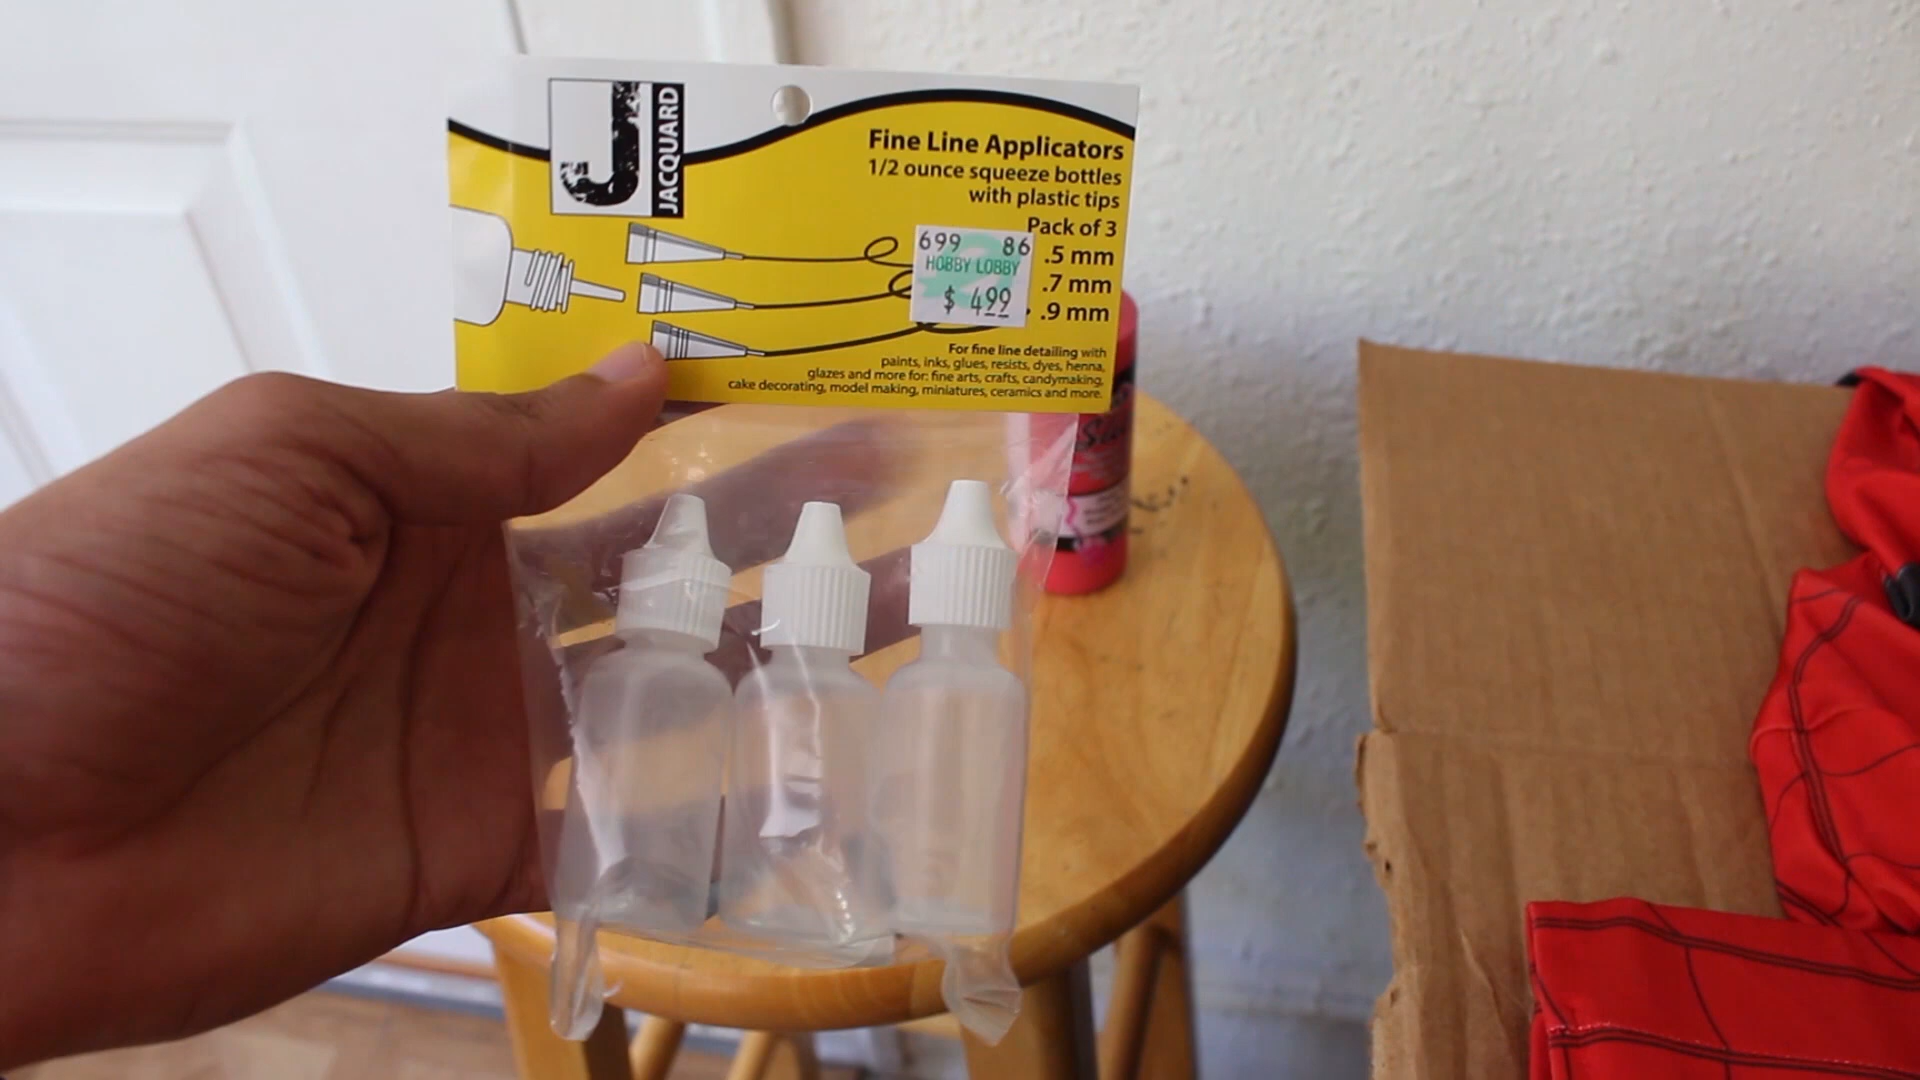 J
JACQUARD
Fine Line Applicators
1/2 ounce squeeze bottles
with plastic tips
Pack of 3
.5 mm
.7 mm
.9 mm
699 86
HOBBY LOBBY
$ 4.99
For fine line detailing with
paints, inks, glues, resists, dyes, henna,
glazes and more for: fine arts, crafts, candymaking,
cake decorating, model making, miniatures, ceramics and more.